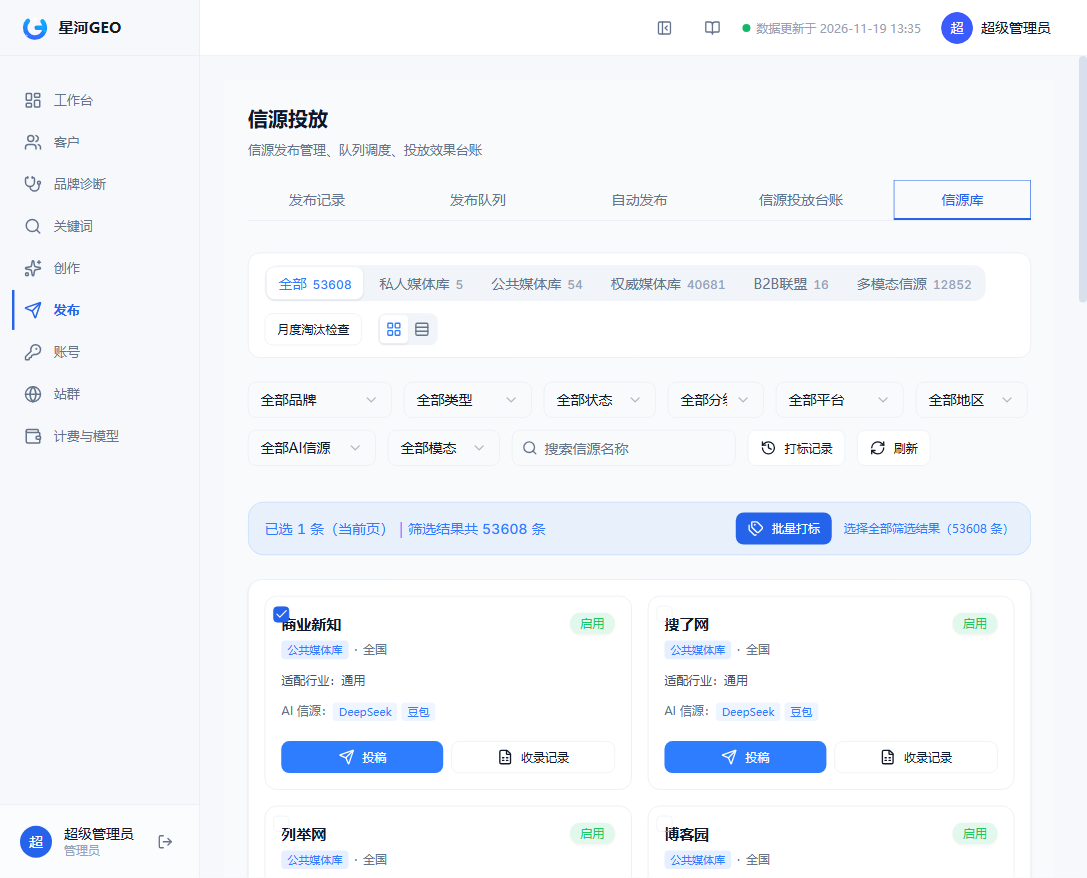 星河GEO
数据更新于 2026-11-19 13:35
超 超级管理员
工作台
客户
品牌诊断
关键词
创作
发布
账号
站群
计费与模型
超 超级管理员
管理员
信源投放
信源发布管理、队列调度、投放效果台账
发布记录 发布队列 自动发布 信源投放台账 信源库
全部 53608 私人媒体库 5 公共媒体库 54 权威媒体库 40681 B2B联盟 16 多模态信源 12852
月度淘汰检查
全部品牌 全部类型 全部状态 全部分 全部平台 全部地区
全部AI信源 全部模态 搜索信源名称 打标记录 刷新
已选 1 条（当前页） | 筛选结果共 53608 条 批量打标 选择全部筛选结果（53608 条）
商业新知 启用
公共媒体库 · 全国
适配行业：通用
AI 信源： DeepSeek 豆包
投稿 收录记录
搜了网 启用
公共媒体库 · 全国
适配行业：通用
AI 信源： DeepSeek 豆包
投稿 收录记录
列举网 启用
公共媒体库 · 全国
博客园 启用
公共媒体库 · 全国